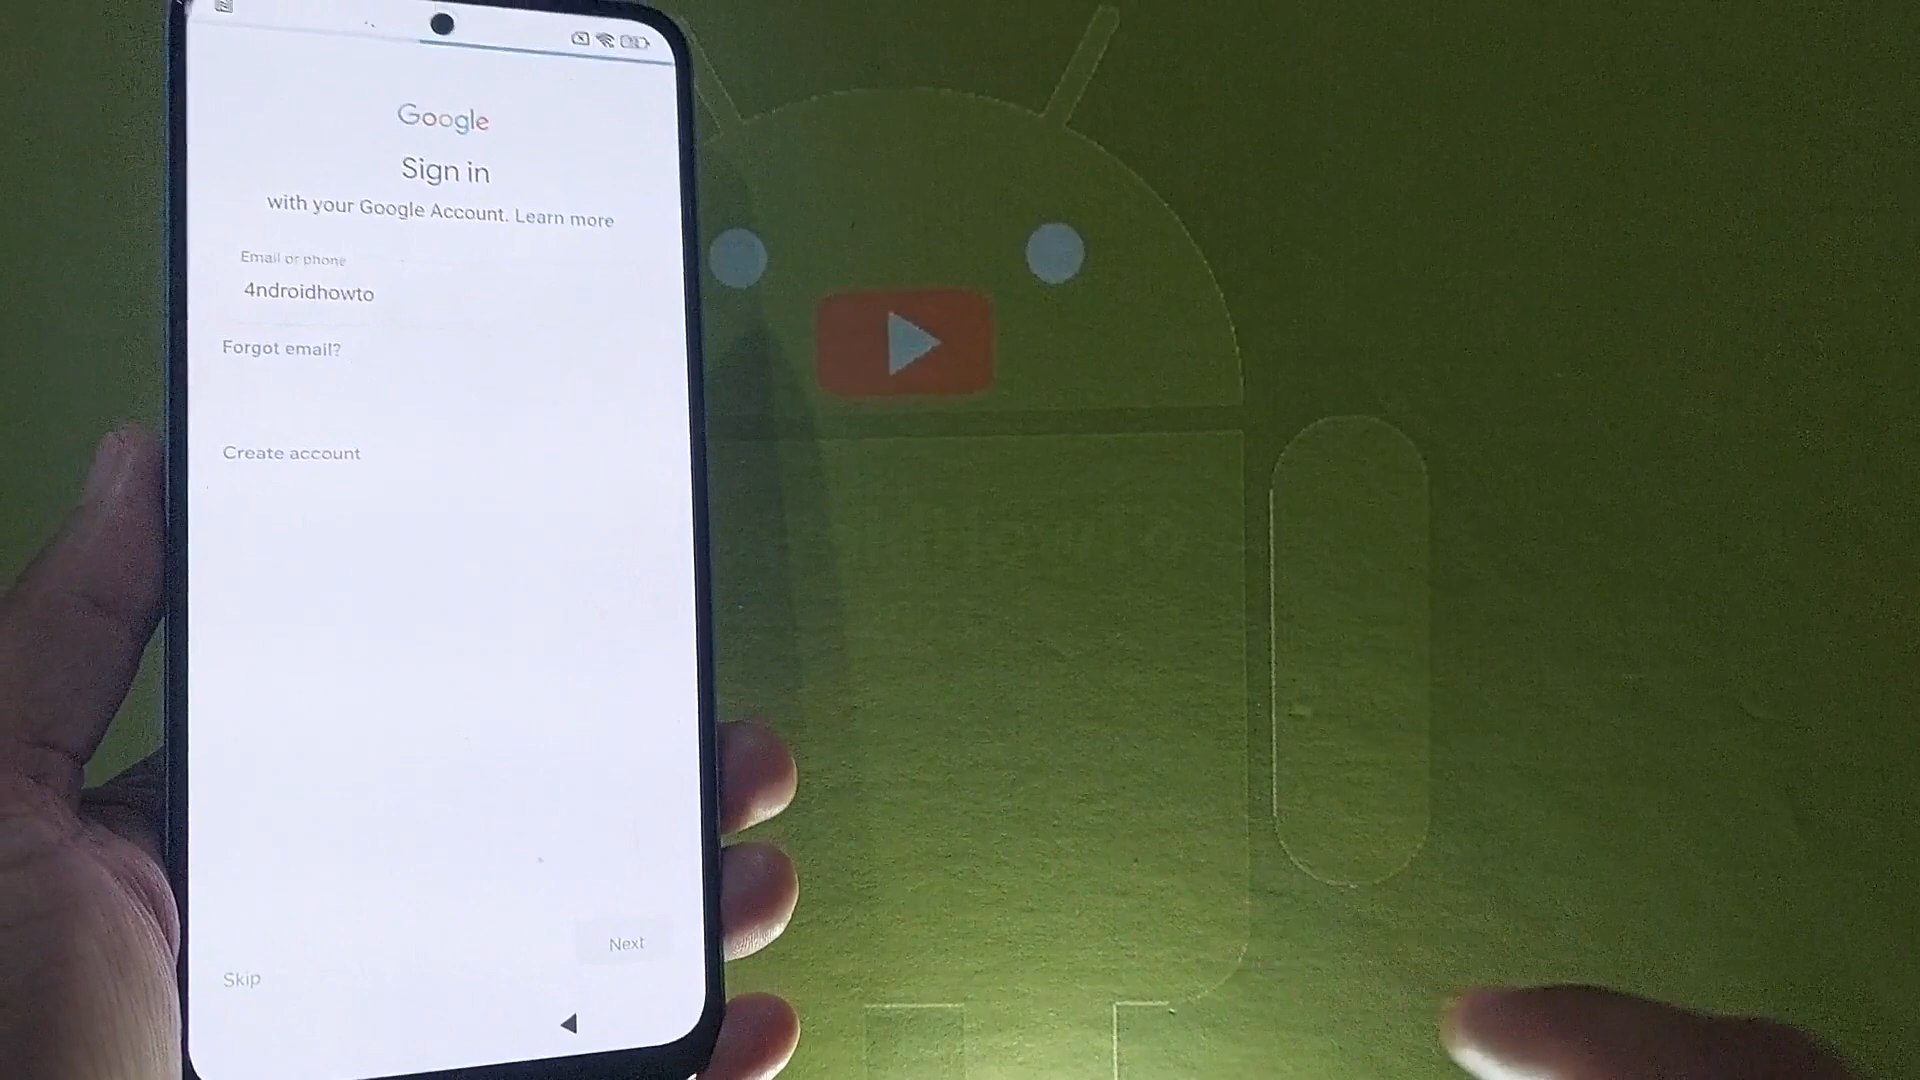 Google
Sign in
with your Google Account. Learn more
Email or phone
4ndroidhowto
Forgot email?
Create account
Next
Skip